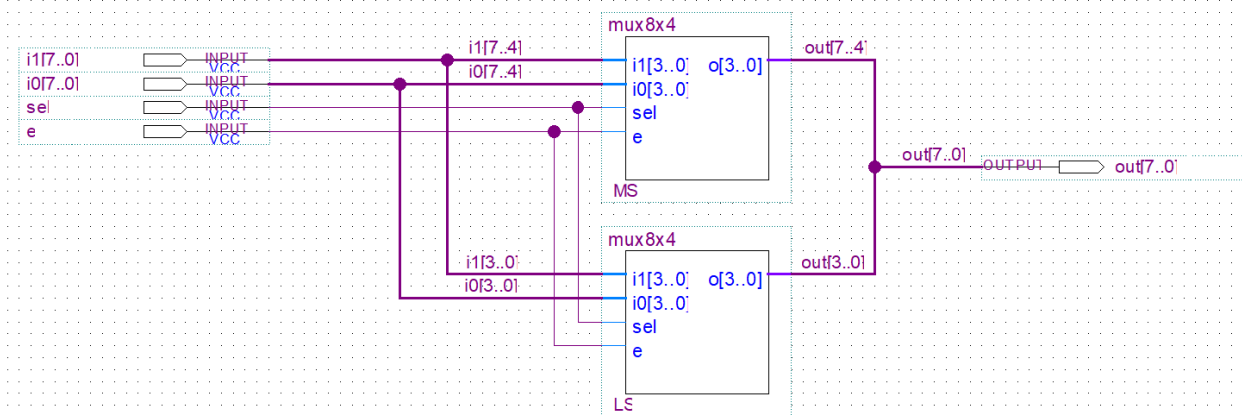 mux8x4
i1[7..0] INPUT VCC i1[7..4] i1[3..0] o[3..0] out[7..4]
i0[7..0] INPUT VCC i0[7..4] i0[3..0]
sel INPUT VCC sel
e INPUT VCC e
out[7..0] OUTPUT out[7..0]
MS
mux8x4
i1[3..0] i1[3..0] o[3..0] out[3..0]
i0[3..0] i0[3..0]
sel
e
LS